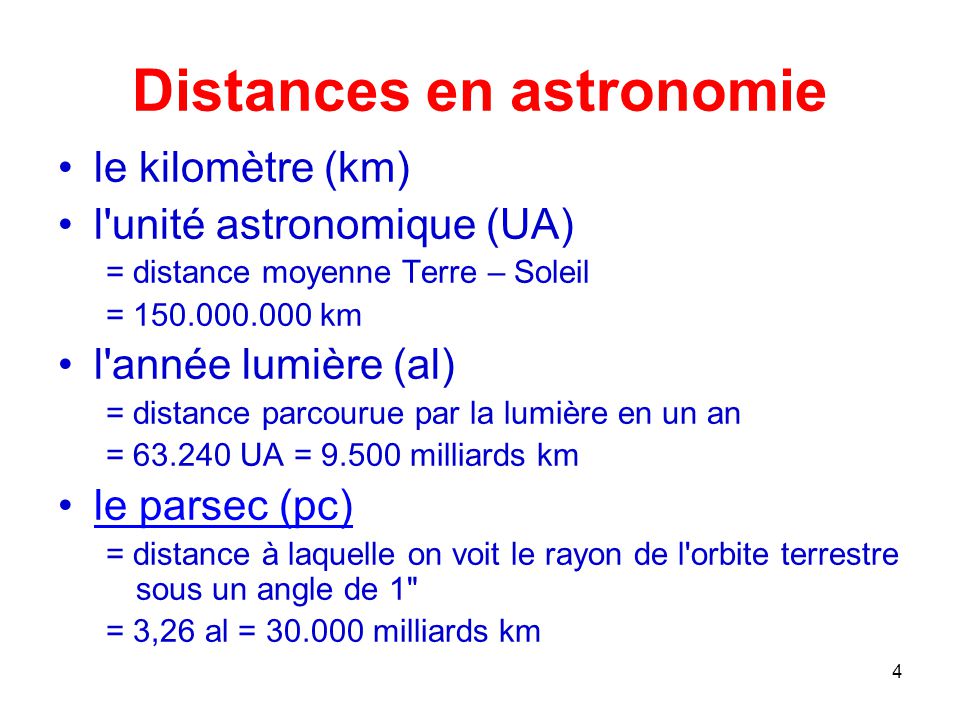 Distances en astronomie
• le kilomètre (km)
• l'unité astronomique (UA)
= distance moyenne Terre – Soleil
= 150.000.000 km
• l'année lumière (al)
= distance parcourue par la lumière en un an
= 63.240 UA = 9.500 milliards km
• le parsec (pc)
= distance à laquelle on voit le rayon de l'orbite terrestre
sous un angle de 1"
= 3,26 al = 30.000 milliards km
4